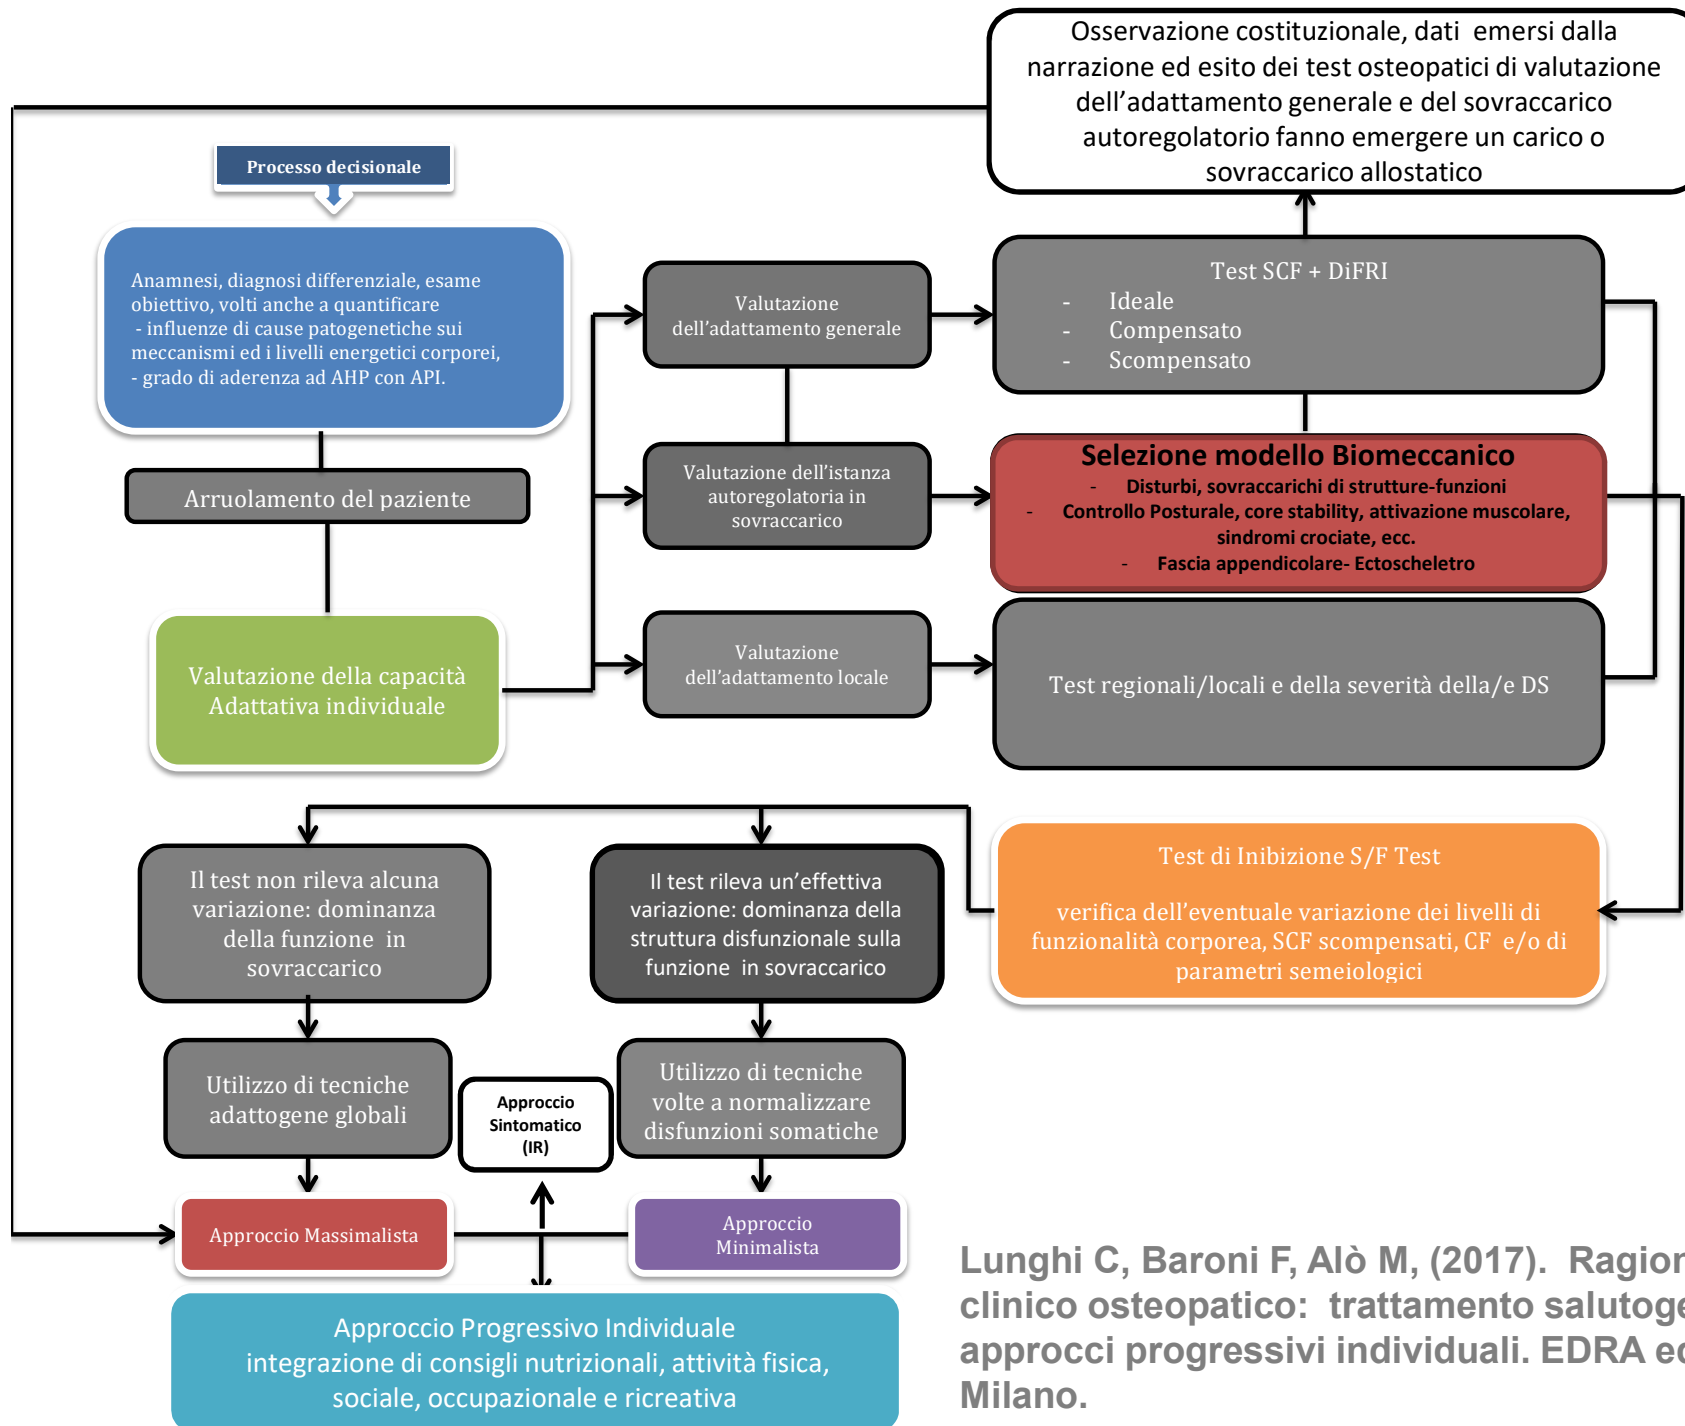 Osservazione costituzionale, dati emersi dalla
narrazione ed esito dei test osteopatici di valutazione
dell'adattamento generale e del sovraccarico
autoregolatorio fanno emergere un carico o
sovraccarico allostatico
Processo decisionale
Anamnesi, diagnosi differenziale, esame
obiettivo, volti anche a quantificare
- influenze di cause patogenetiche sui
meccanismi ed i livelli energetici corporei,
- grado di aderenza ad AHP con API.
Arruolamento del paziente
Valutazione della capacità
Adattativa individuale
Valutazione
dell'adattamento generale
Valutazione dell'istanza
autoregolatoria in
sovraccarico
Valutazione
dell'adattamento locale
Test SCF + DiFRI
- Ideale
- Compensato
- Scompensato
Selezione modello Biomeccanico
- Disturbi, sovraccarichi di strutture-funzioni
- Controllo Posturale, core stability, attivazione muscolare,
sindromi crociate, ecc.
- Fascia appendicolare- Ectoscheletro
Test regionali/locali e della severità della/e DS
Test di Inibizione S/F Test
verifica dell'eventuale variazione dei livelli di
funzionalità corporea, SCF scompensati, CF e/o di
parametri semeiologici
Il test non rileva alcuna
variazione: dominanza
della funzione in
sovraccarico
Il test rileva un'effettiva
variazione: dominanza della
struttura disfunzionale sulla
funzione in sovraccarico
Utilizzo di tecniche
adattogene globali
Approccio
Sintomatico
(IR)
Utilizzo di tecniche
volte a normalizzare
disfunzioni somatiche
Approccio Massimalista
Approccio
Minimalista
Approccio Progressivo Individuale
integrazione di consigli nutrizionali, attività fisica,
sociale, occupazionale e ricreativa
Lunghi C, Baroni F, Alò M, (2017). Ragion
clinico osteopatico: trattamento salutoge
approcci progressivi individuali. EDRA ed
Milano.